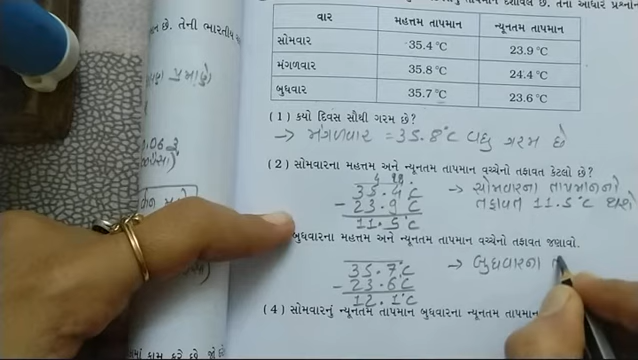 છે. તેની ભારતીય
પ્રમાણે
તેના આધારે પ્રશ્નોના
વાર મહત્તમ તાપમાન ન્યૂનતમ તાપમાન
સોમવાર 35.4 °C 23.9 °C
મંગળવાર 35.8 °C 24.4 °C
બુધવાર 35.7 °C 23.6 °C
(1) કયો દિવસ સૌથી ગરમ છે?
→ મંગળવાર = 35.8°C વધુ ગરમ છે
(2) સોમવારના મહત્તમ અને ન્યૂનતમ તાપમાન વચ્ચેનો તફાવત કેટલો છે?
35.4°C
- 23.9°C
11.5°C
→ સોમવારના તાપમાનનો
તફાવત 11.5°C થશે
બુધવારના મહત્તમ અને ન્યૂનતમ તાપમાન વચ્ચેનો તફાવત જણાવો.
35.7°C
- 23.6°C
12.1°C
→ બુધવારના
(4) સોમવારનું ન્યૂનતમ તાપમાન બુધવારના ન્યૂનતમ તાપમાન